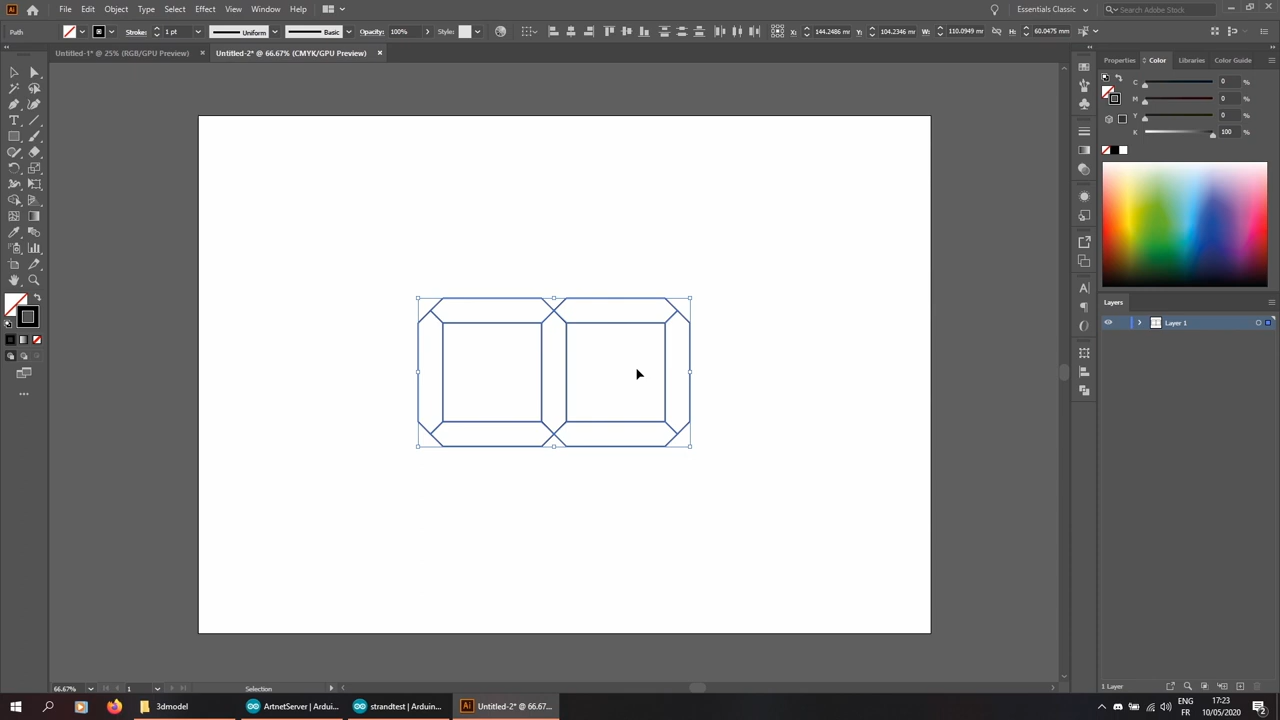 File Edit Object Type Select Effect View Window Help Essentials Classic Search Adobe Stock
Path Stroke: 1 pt Uniform Basic Opacity: 100% Style: X: 144.2486 mm Y: 104.2346 mm W: 110.0949 mm H: 60.0475 mm
Untitled-1* @ 25% (RGB/GPU Preview) × Untitled-2* @ 66.67% (CMYK/GPU Preview) ×
Properties Color Libraries Color Guide
C 0 %
M 0 %
Y 0 %
K 100 %
Layers
Layer 1
66.67% 1 Selection
1 Layer
3dmodel ArtnetServer | Arduin... strandtest | Arduino... Untitled-2* @ 66.67...
ENG
FR
17:23
10/05/2020